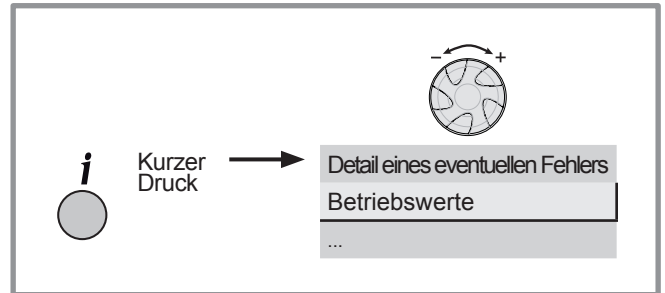 - +
i
Kurzer
Druck
Detail eines eventuellen Fehlers
Betriebswerte
...